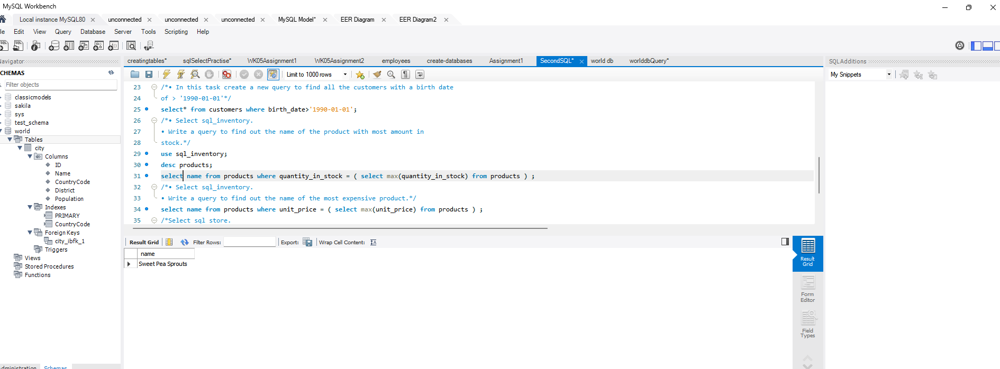 MySQL Workbench
Local instance MySQL80 unconnected unconnected unconnected MySQL Model* EER Diagram EER Diagram2
le Edit View Query Database Server Tools Scripting Help
Navigator
creatingtables* sqlSelectPractise* WK05Assignment1 WK05Assignment2 employees create-databases Assignment1 SecondSQL* world db worlddbQuery*
SQLAdditions
CHEMAS
Filter objects
classicmodels
sakila
sys
test_schema
world
Tables
city
Columns
ID
Name
CountryCode
District
Population
Indexes
PRIMARY
CountryCode
Foreign Keys
city_ibfk_1
Triggers
Views
Stored Procedures
Functions
dministration Schemas
Limit to 1000 rows
My Snippets
23 /*• In this task create a new query to find all the customers with a birth date
24 of > '1990-01-01'*/
25 select* from customers where birth_date>'1990-01-01';
26 /*• Select sql_inventory.
27 • Write a query to find out the name of the product with most amount in
28 stock.*/
29 use sql_inventory;
30 desc products;
31 select name from products where quantity_in_stock = ( select max(quantity_in_stock) from products ) ;
32 /*• Select sql_inventory.
33 • Write a query to find out the name of the most expensive product.*/
34 select name from products where unit_price = ( select max(unit_price) from products ) ;
35 /*Select sql store.
Result Grid Filter Rows: Export: Wrap Cell Content:
name
Sweet Pea Sprouts
Result
Grid
Form
Editor
Field
Types